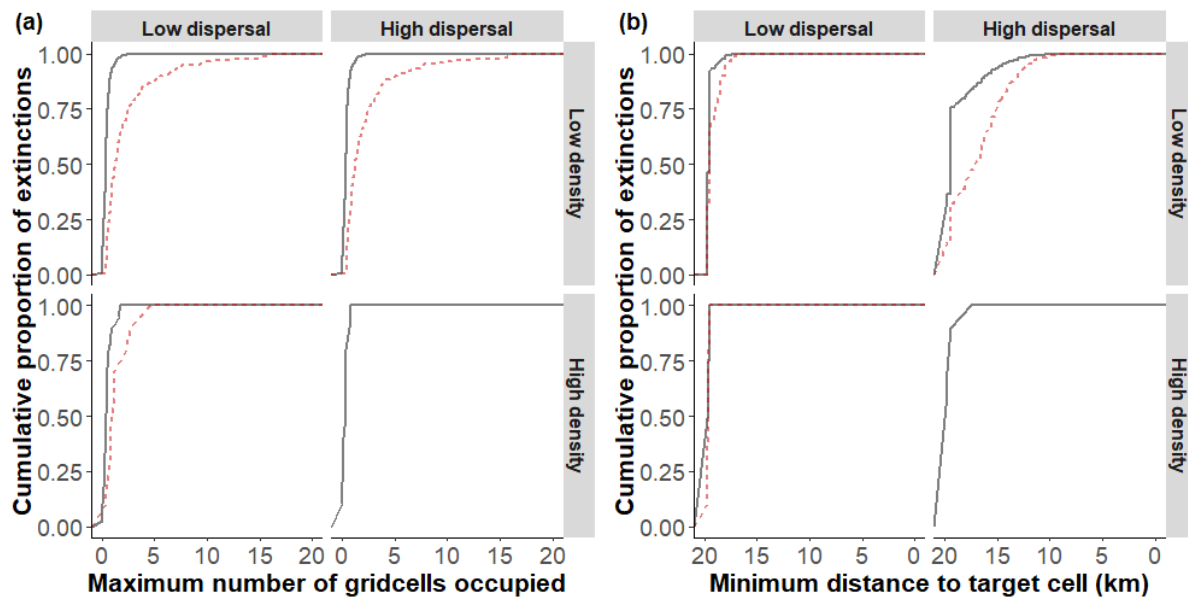 (a)
Low dispersal
High dispersal
Cumulative proportion of extinctions
1.00
0.75
0.50
0.25
0.00
Low density
1.00
0.75
0.50
0.25
0.00
High density
0 5 10 15 20
0 5 10 15 20
Maximum number of gridcells occupied
(b)
Low dispersal
High dispersal
Cumulative proportion of extinctions
1.00
0.75
0.50
0.25
0.00
Low density
1.00
0.75
0.50
0.25
0.00
High density
20 15 10 5 0
20 15 10 5 0
Minimum distance to target cell (km)